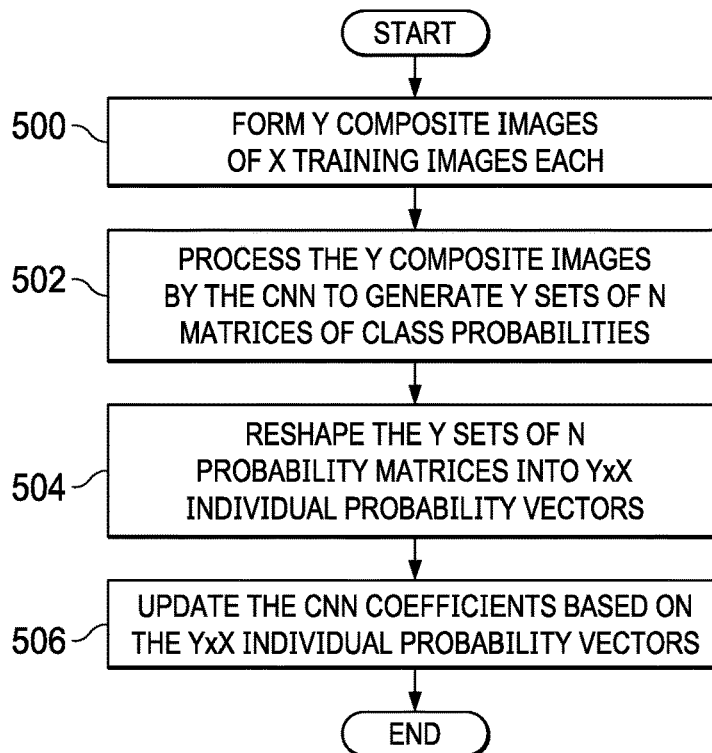 START
500
FORM Y COMPOSITE IMAGES
OF X TRAINING IMAGES EACH
502
PROCESS THE Y COMPOSITE IMAGES
BY THE CNN TO GENERATE Y SETS OF N
MATRICES OF CLASS PROBABILITIES
504
RESHAPE THE Y SETS OF N
PROBABILITY MATRICES INTO YxX
INDIVIDUAL PROBABILITY VECTORS
506
UPDATE THE CNN COEFFICIENTS BASED ON
THE YxX INDIVIDUAL PROBABILITY VECTORS
END